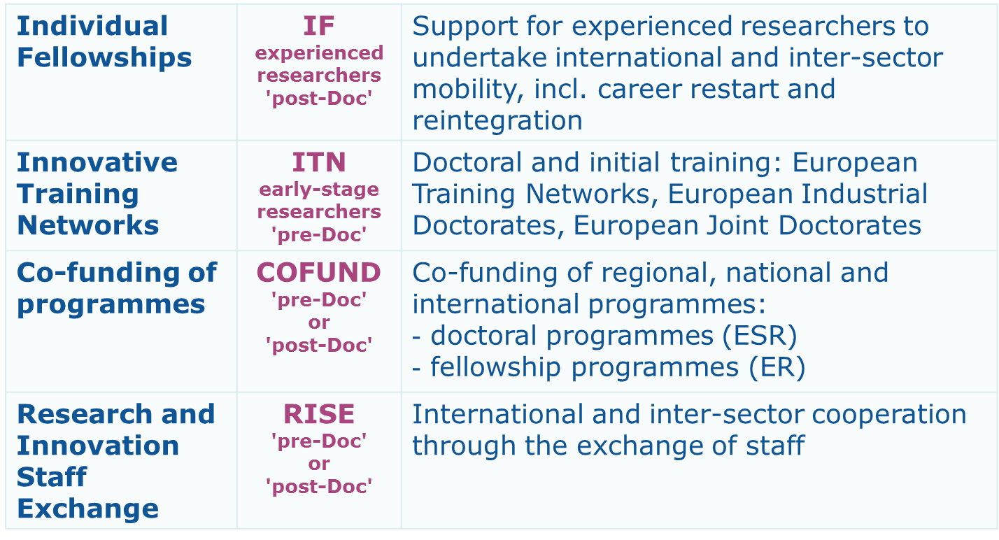 Individual
Fellowships
IF
experienced
researchers
'post-Doc'
Support for experienced researchers to
undertake international and inter-sector
mobility, incl. career restart and
reintegration
Innovative
Training
Networks
ITN
early-stage
researchers
'pre-Doc'
Doctoral and initial training: European
Training Networks, European Industrial
Doctorates, European Joint Doctorates
Co-funding of
programmes
COFUND
'pre-Doc'
or
'post-Doc'
Co-funding of regional, national and
international programmes:
- doctoral programmes (ESR)
- fellowship programmes (ER)
Research and
Innovation
Staff
Exchange
RISE
'pre-Doc'
or
'post-Doc'
International and inter-sector cooperation
through the exchange of staff